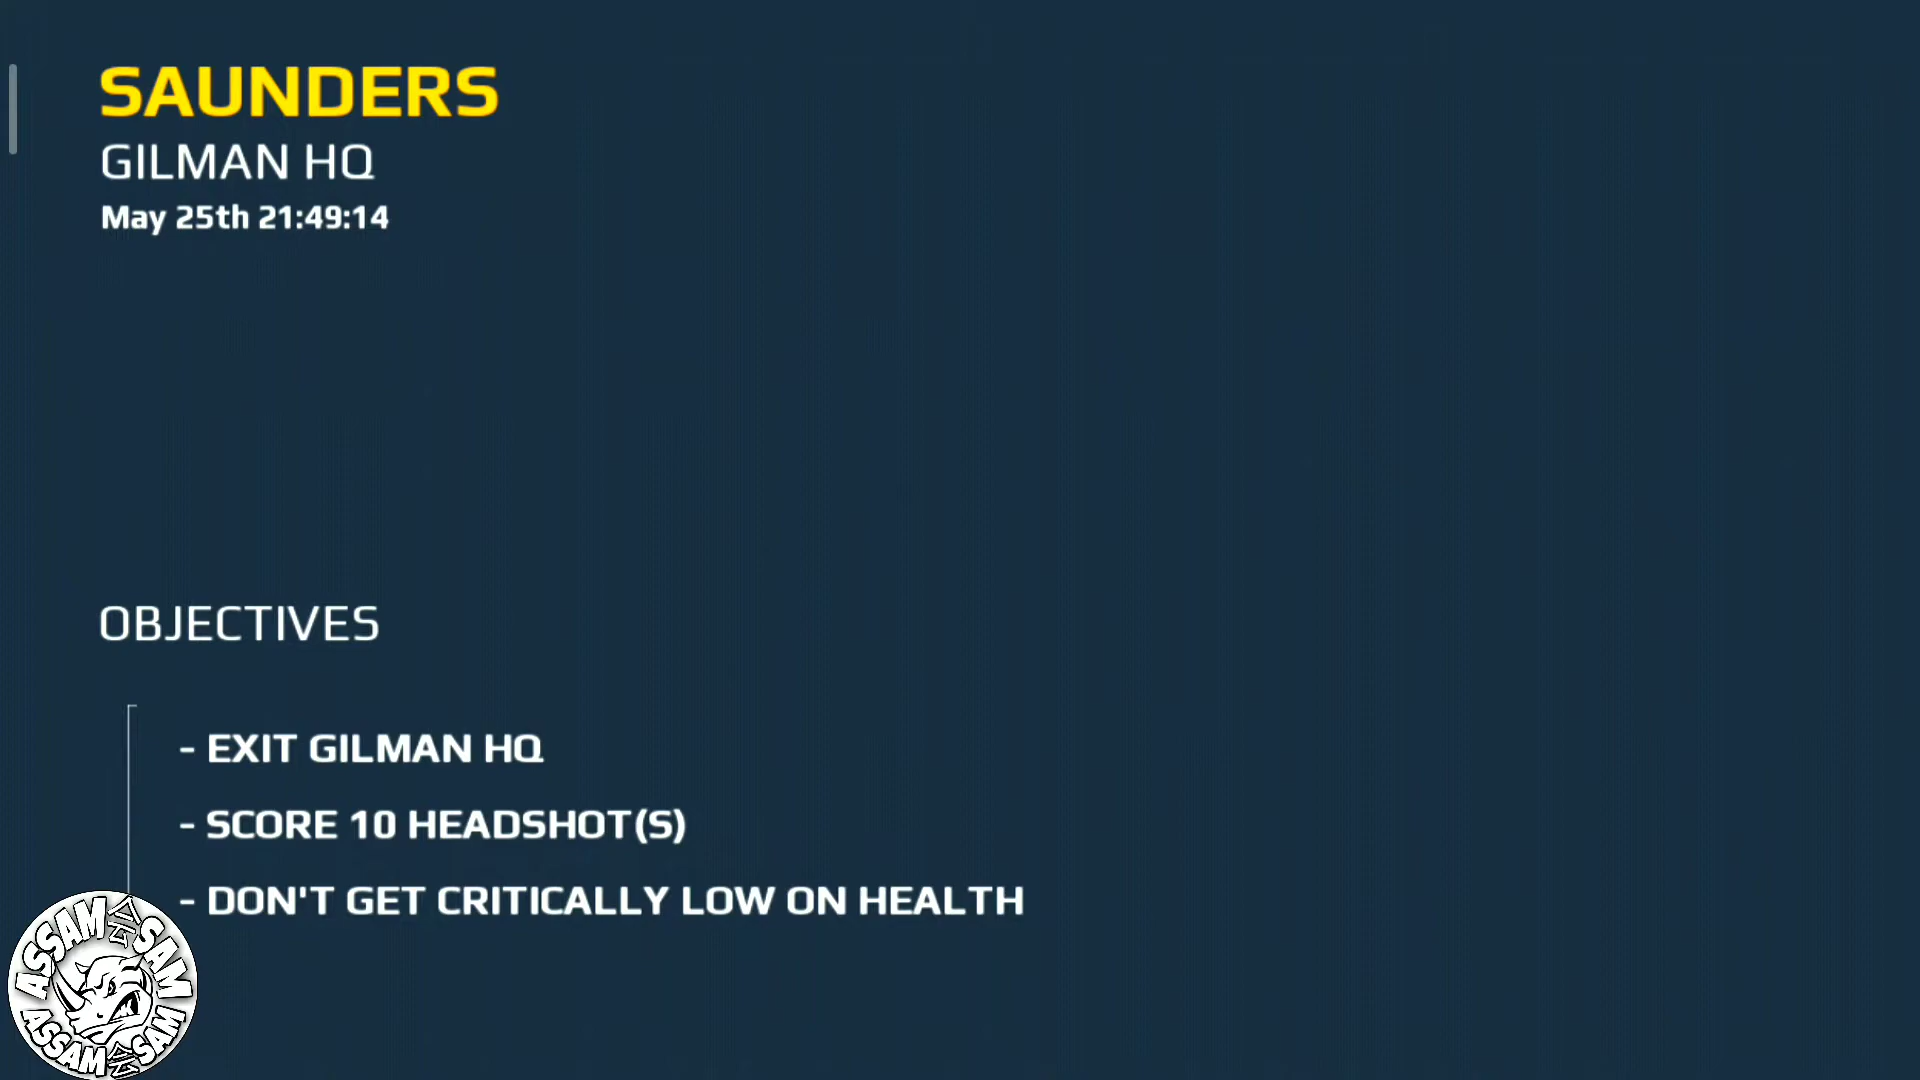 SAUNDERS
GILMAN HQ
May 25th 21:49:14
OBJECTIVES
- EXIT GILMAN HQ
- SCORE 10 HEADSHOT(S)
- DON'T GET CRITICALLY LOW ON HEALTH
ASSAM SAM
ASSAM SAM